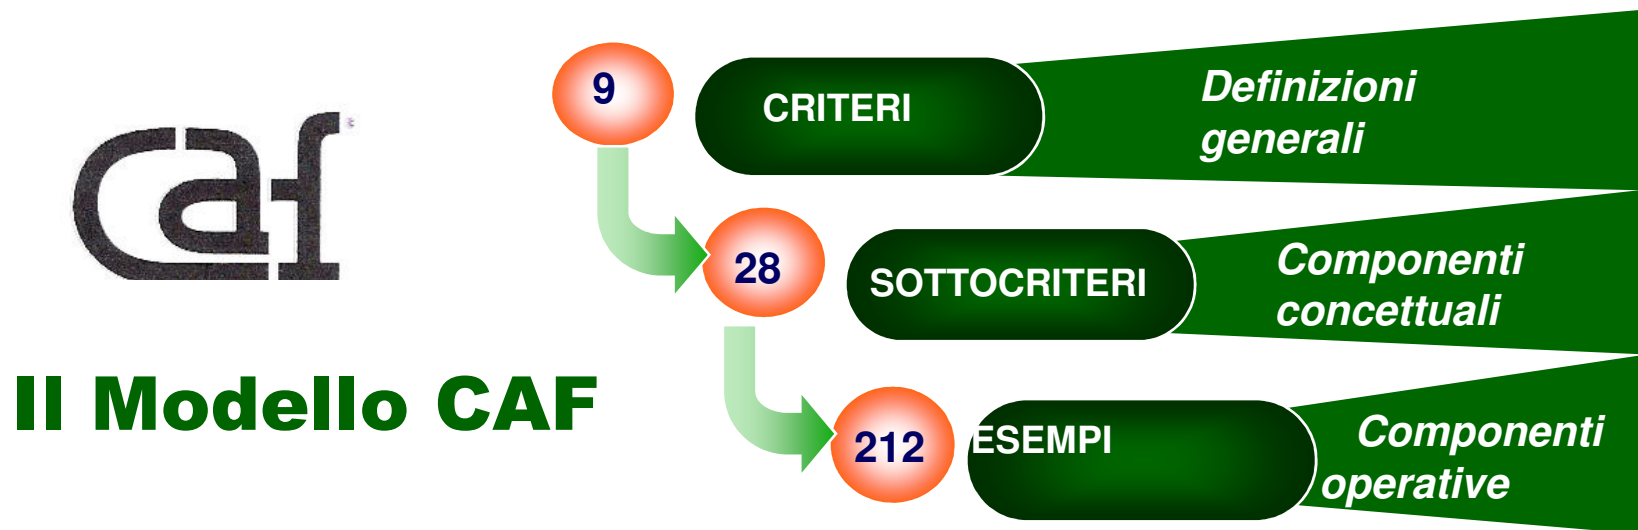 9
CRITERI
Definizioni
generali
caf
28
SOTTOCRITERI
Componenti
concettuali
Il Modello CAF
212
ESEMPI
Componenti
operative